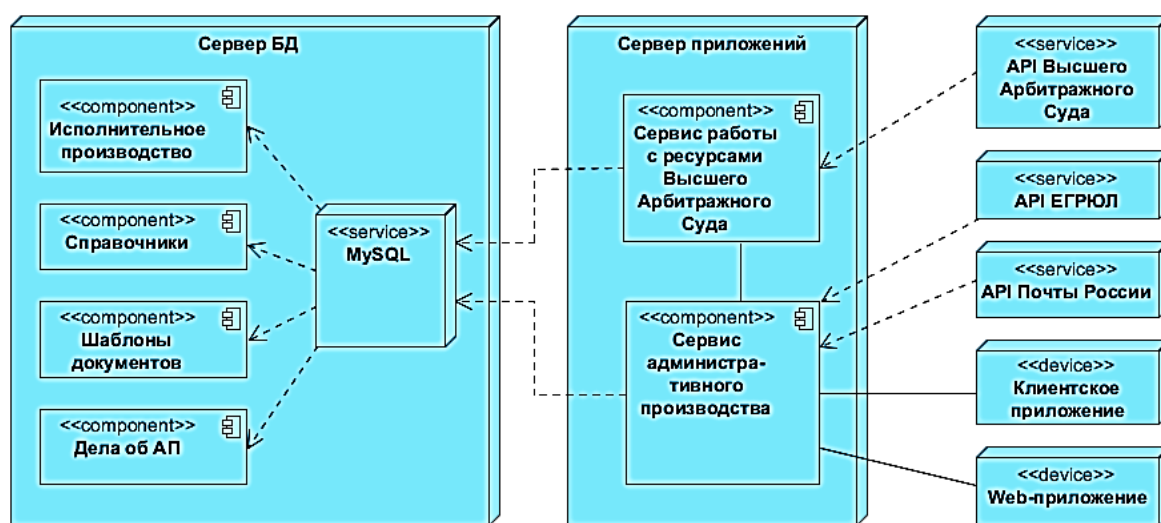 Сервер БД
<<component>>
Исполнительное
производство
<<component>>
Справочники
<<component>>
Шаблоны
документов
<<component>>
Дела об АП
<<service>>
MySQL
Сервер приложений
<<component>>
Сервис работы
с ресурсами
Высшего
Арбитражного
Суда
<<component>>
Сервис
администра-
тивного
производства
<<service>>
API Высшего
Арбитражного
Суда
<<service>>
API ЕГРЮЛ
<<service>>
API Почты России
<<device>>
Клиентское
приложение
<<device>>
Web-приложение